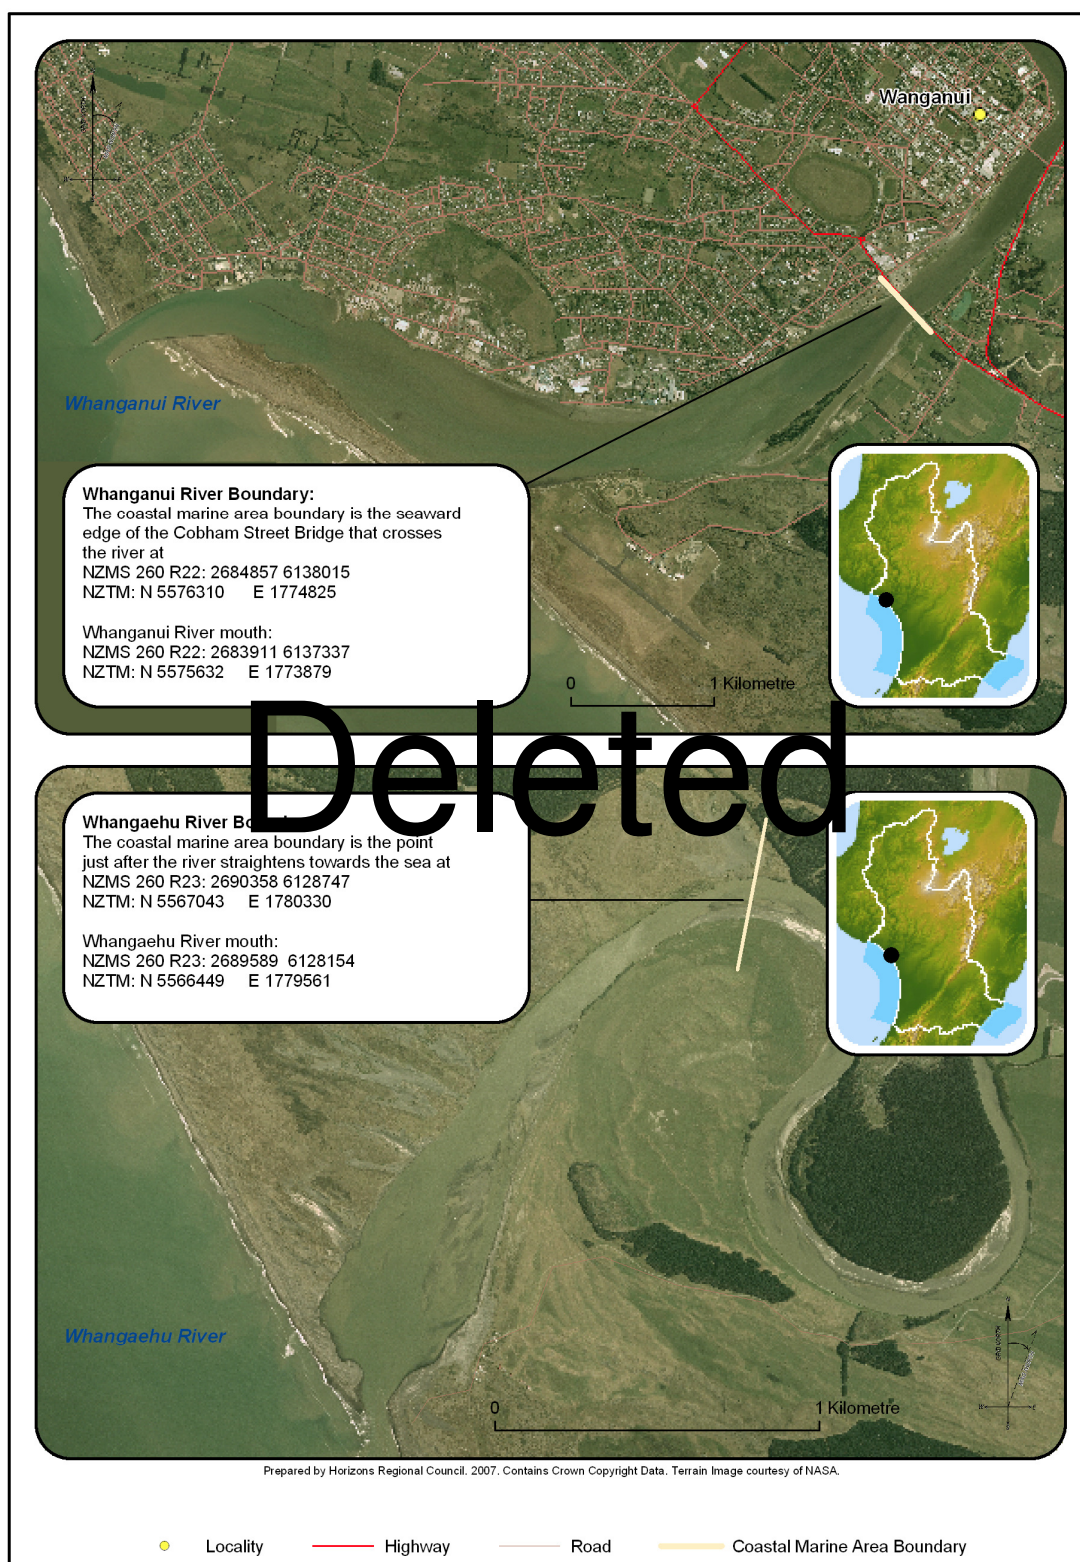 Wanganui
Whanganui River
Whanganui River Boundary:
The coastal marine area boundary is the seaward
edge of the Cobham Street Bridge that crosses
the river at
NZMS 260 R22: 2684857 6138015
NZTM: N 5576310 E 1774825
Whanganui River mouth:
NZMS 260 R22: 2683911 6137337
NZTM: N 5575632 E 1773879
0 1 Kilometre
Deleted
Whangaehu River
The coastal marine area boundary is the point
just after the river straightens towards the sea at
NZMS 260 R23: 2690358 6128747
NZTM: N 5567043 E 1780330
Whangaehu River mouth:
NZMS 260 R23: 2689589 6128154
NZTM: N 5566449 E 1779561
Whangaehu River
0 1 Kilometre
Prepared by Horizons Regional Council. 2007. Contains Crown Copyright Data. Terrain Image courtesy of NASA.
Locality Highway Road Coastal Marine Area Boundary